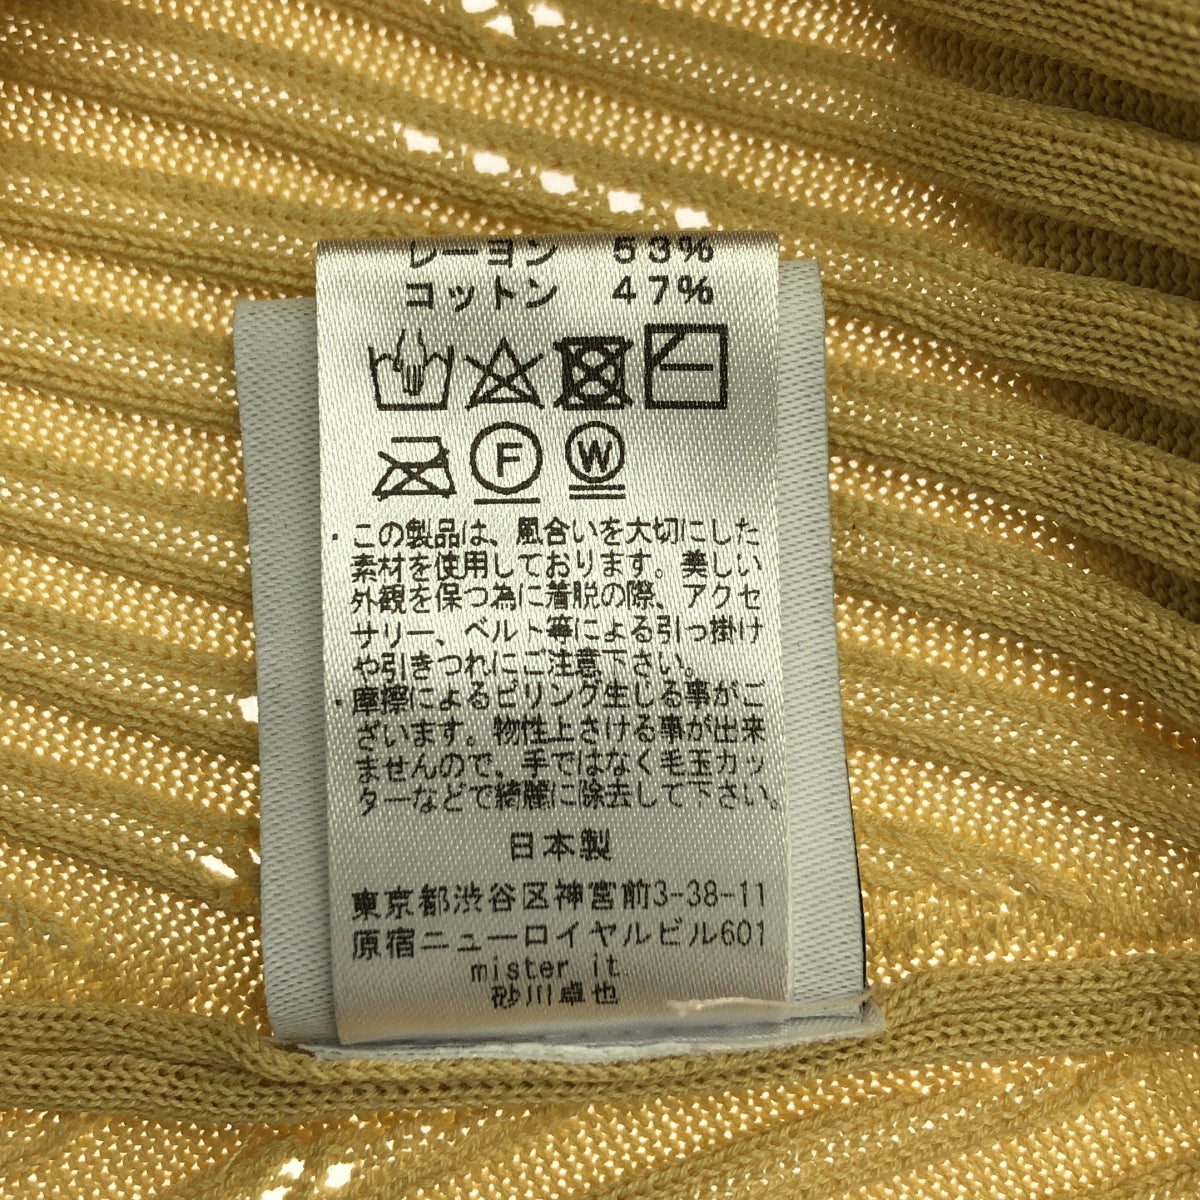 レーヨン 53%
コットン 47%
F W
・この製品は、風合いを大切にした
素材を使用しております。美しい
外観を保つ為に着脱の際、アクセ
サリー、ベルト等による引っ掛け
や引きつれにご注意下さい。
・摩擦によるピリング生じる事がご
ざいます。物性上さける事が出来
ませんので、手ではなく毛玉カッ
ターなどで綺麗に除去して下さい。
日本製
東京都渋谷区神宮前3-38-11
原宿ニューロイヤルビル601
mister it.
砂川卓也